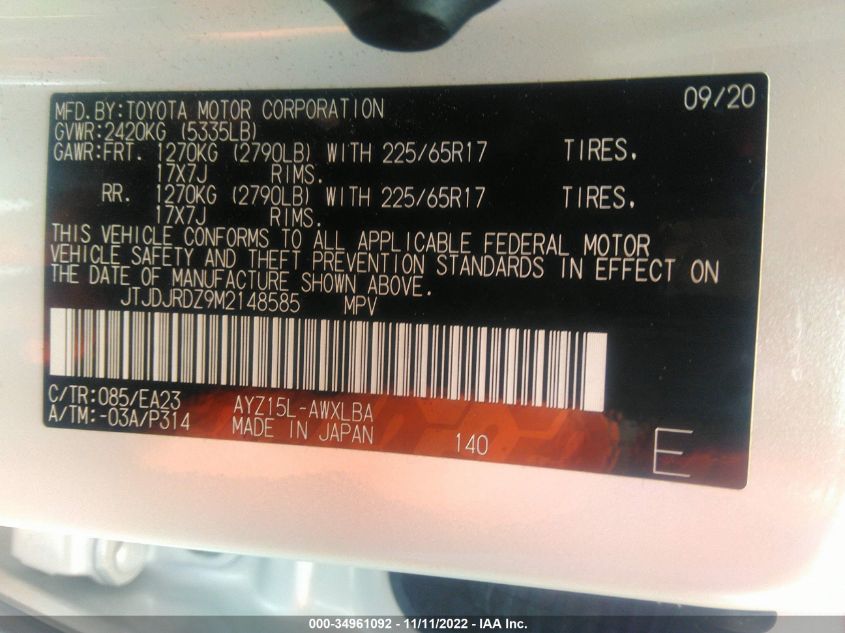 09/20
MFD.BY:TOYOTA MOTOR CORPORATION
GVWR:2420KG (5335LB)
GAWR:FRT. 1270KG (2790LB) WITH 225/65R17 TIRES.
17X7J RIMS.
RR. 1270KG (2790LB) WITH 225/65R17 TIRES.
17X7J RIMS.
THIS VEHICLE CONFORMS TO ALL APPLICABLE FEDERAL MOTOR
VEHICLE SAFETY AND THEFT PREVENTION STANDARDS IN EFFECT ON
THE DATE OF MANUFACTURE SHOWN ABOVE.
JTJDJRDZ9M2148585 MPV
C/TR:085/EA23 AYZ15L-AWXLBA
A/TM:-03A/P314 MADE IN JAPAN 140 E
000-34961092 - 11/11/2022 - IAA Inc.